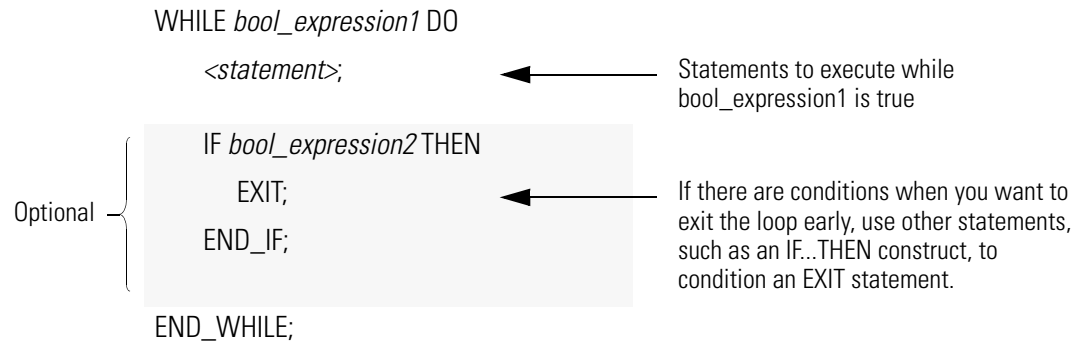 WHILE bool_expression1 DO
<statement>;
Statements to execute while
bool_expression1 is true
Optional
IF bool_expression2 THEN
EXIT;
END_IF;
If there are conditions when you want to
exit the loop early, use other statements,
such as an IF...THEN construct, to
condition an EXIT statement.
END_WHILE;